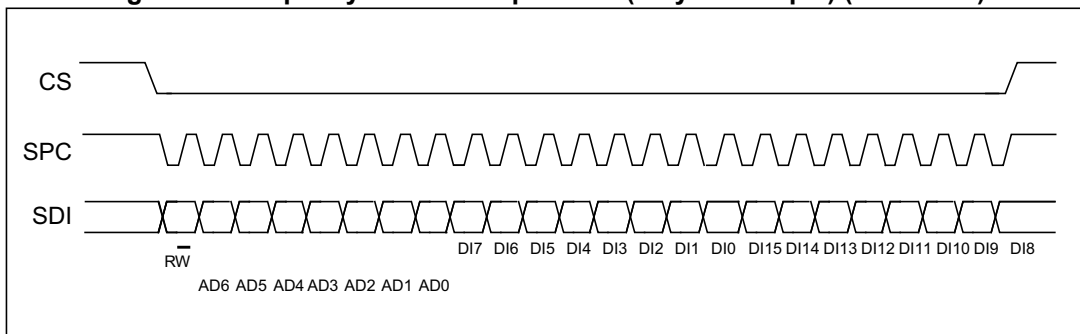 CS
SPC
SDI
RW
DI7 DI6 DI5 DI4 DI3 DI2 DI1 DI0 DI15 DI14 DI13 DI12 DI11 DI10 DI9 DI8
AD6 AD5 AD4 AD3 AD2 AD1 AD0